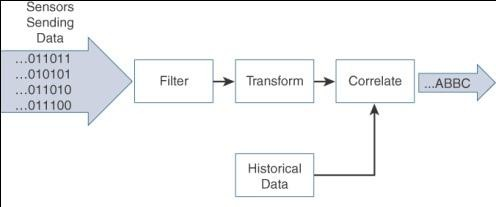 Sensors
Sending
Data
...011011
...010101
...011010
...011100
Filter
Transform
Correlate
...ABBC
Historical
Data